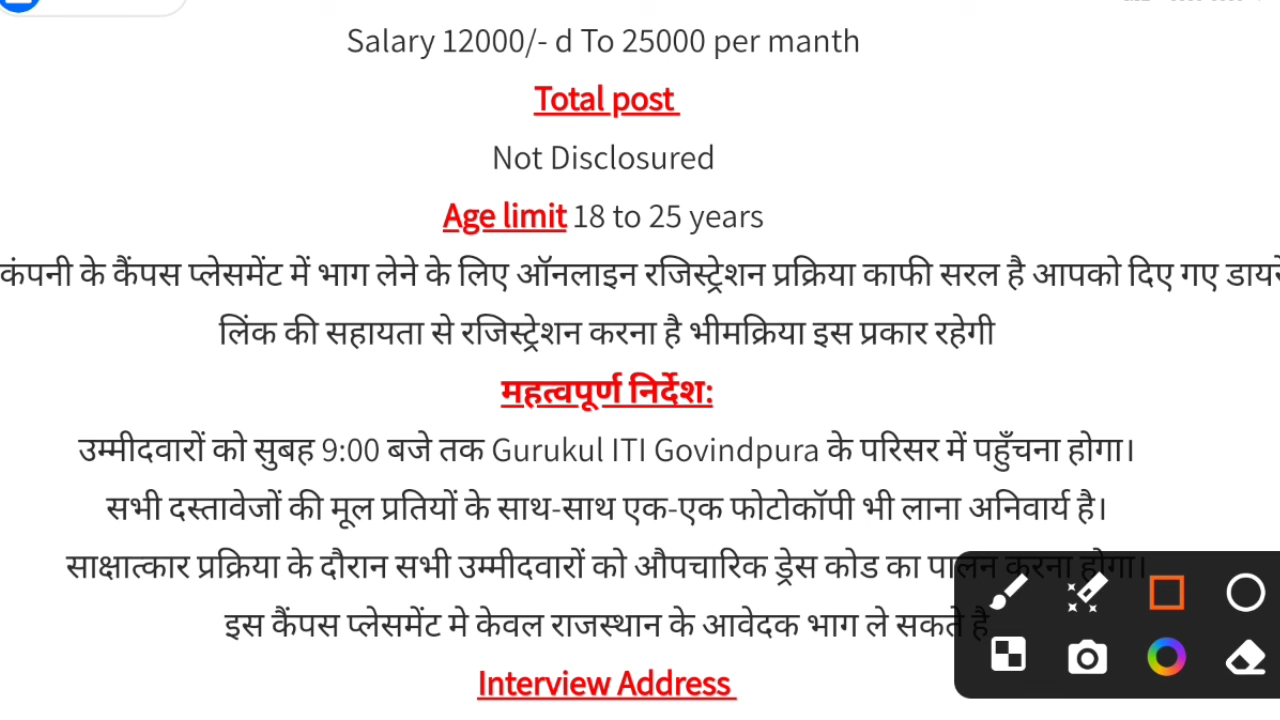 Salary 12000/- d To 25000 per manth
Total post
Not Disclosured
Age limit 18 to 25 years
कंपनी के कैंपस प्लेसमेंट में भाग लेने के लिए ऑनलाइन रजिस्ट्रेशन प्रक्रिया काफी सरल है आपको दिए गए
लिंक की सहायता से रजिस्ट्रेशन करना है भीमक्रिया इस प्रकार रहेगी
महत्वपूर्ण निर्देश:
उम्मीदवारों को सुबह 9:00 बजे तक Gurukul ITI Govindpura के परिसर में पहुँचना होगा।
सभी दस्तावेजों की मूल प्रतियों के साथ-साथ एक-एक फोटोकॉपी भी लाना अनिवार्य है।
साक्षात्कार प्रक्रिया के दौरान सभी उम्मीदवारों को औपचारिक ड्रेस कोड का पालन करना होगा।
इस कैंपस प्लेसमेंट मे केवल राजस्थान के आवेदक भाग ले सकते है
Interview Address